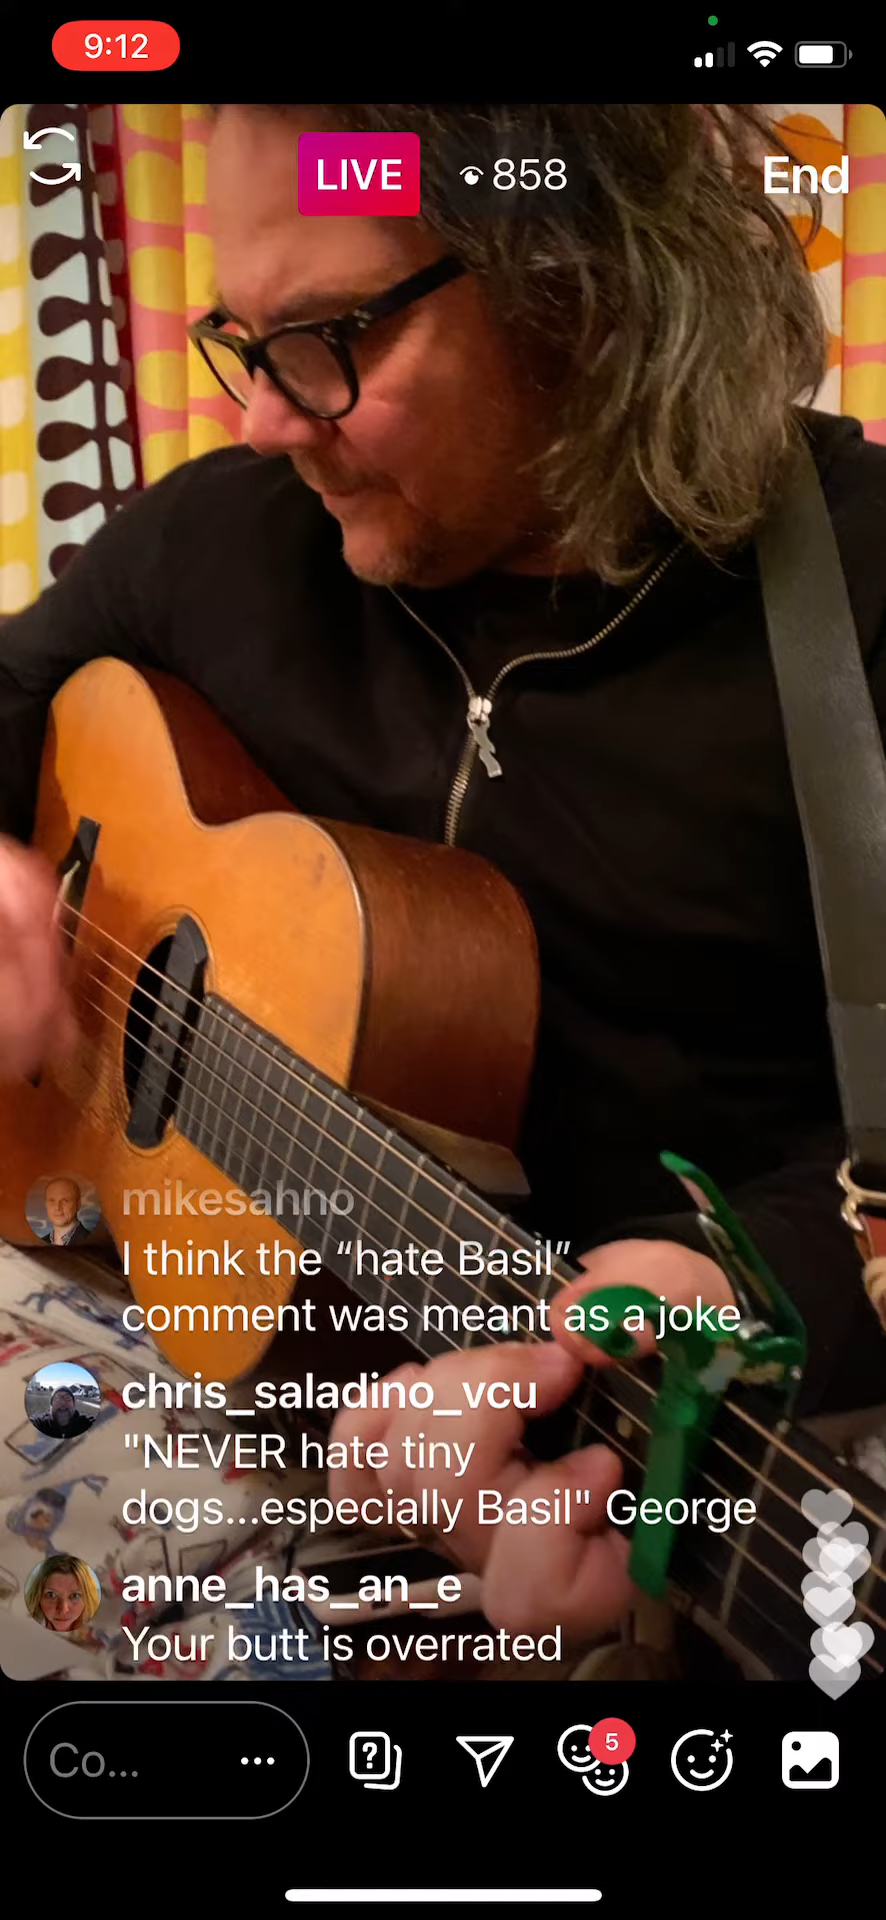 9:12
LIVE
858
End
mikesahno
I think the “hate Basil”
comment was meant as a joke
chris_saladino_vcu
"NEVER hate tiny
dogs...especially Basil" George
anne_has_an_e
Your butt is overrated
Co...
5